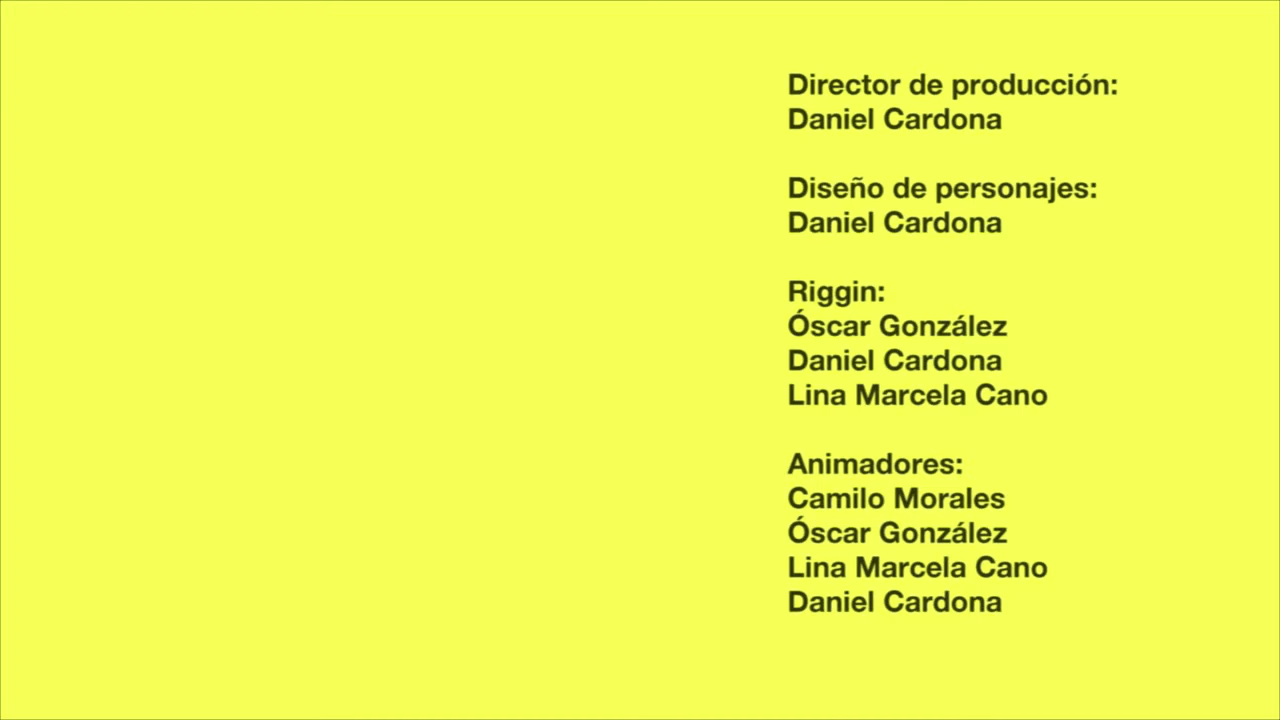 Director de producción:
Daniel Cardona
Diseño de personajes:
Daniel Cardona
Riggin:
Óscar González
Daniel Cardona
Lina Marcela Cano
Animadores:
Camilo Morales
Óscar González
Lina Marcela Cano
Daniel Cardona